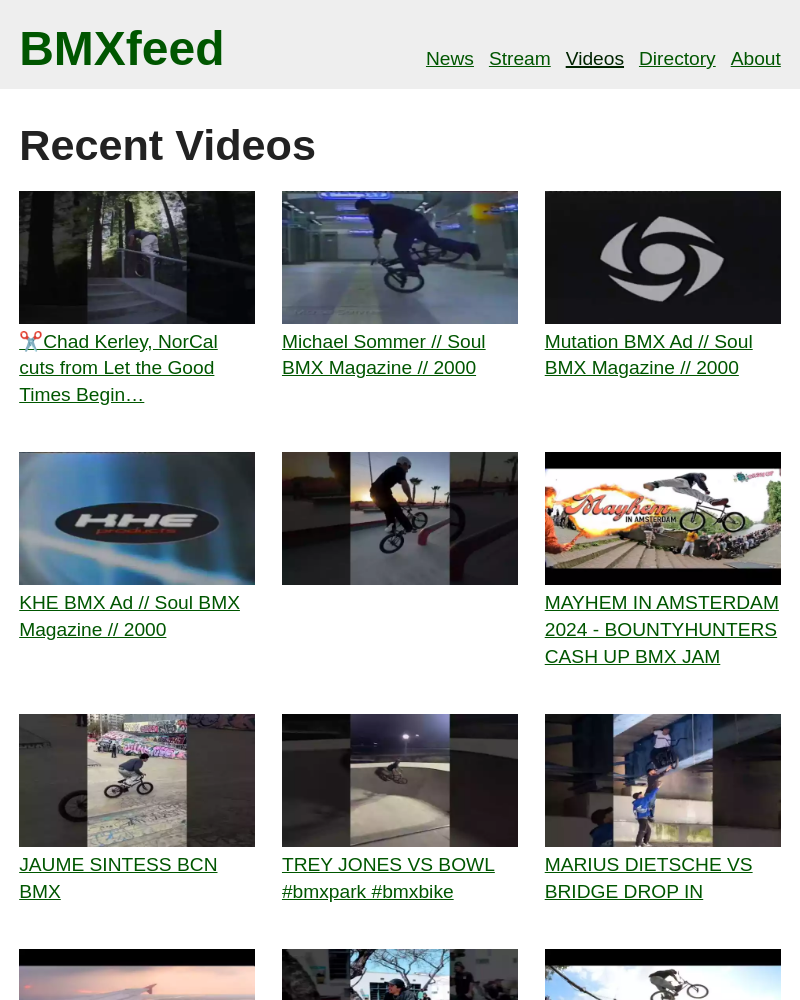 BMXfeed
News Stream Videos Directory About
Recent Videos
✂️Chad Kerley, NorCal
cuts from Let the Good
Times Begin…
Michael Sommer // Soul
BMX Magazine // 2000
Mutation BMX Ad // Soul
BMX Magazine // 2000
KHE
products
Mayhem
IN AMSTERDAM
KHE BMX Ad // Soul BMX
Magazine // 2000
MAYHEM IN AMSTERDAM
2024 - BOUNTYHUNTERS
CASH UP BMX JAM
JAUME SINTESS BCN
BMX
TREY JONES VS BOWL
#bmxpark #bmxbike
MARIUS DIETSCHE VS
BRIDGE DROP IN